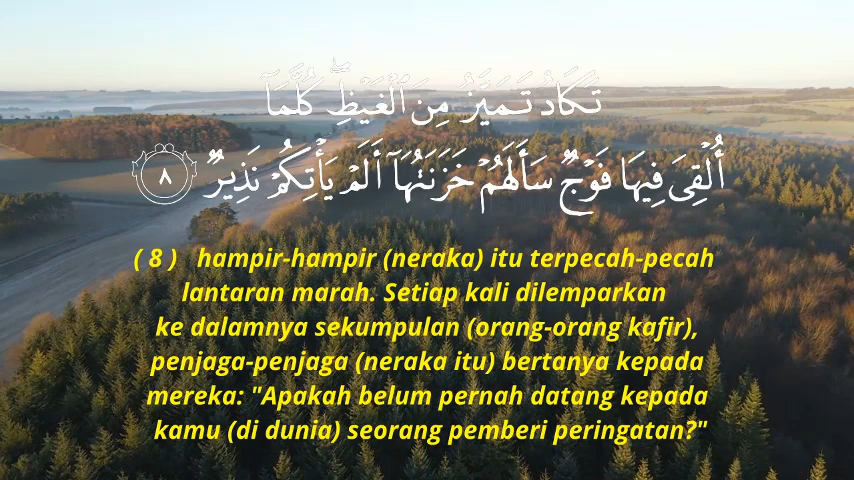 تَكَادُ تَمَيَّزُ مِنَ ٱلْغَيْظِ ۖ كُلَّمَآ
أُلْقِىَ فِيهَا فَوْجٌ سَأَلَهُمْ خَزَنَتُهَآ أَلَمْ يَأْتِكُمْ نَذِيرٌ ٨
( 8 ) hampir-hampir (neraka) itu terpecah-pecah
lantaran marah. Setiap kali dilemparkan
ke dalamnya sekumpulan (orang-orang kafir),
penjaga-penjaga (neraka itu) bertanya kepada
mereka: "Apakah belum pernah datang kepada
kamu (di dunia) seorang pemberi peringatan?"